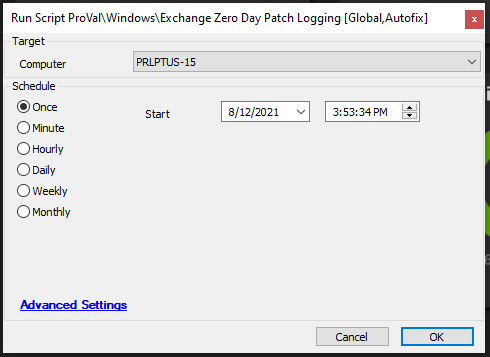 Run Script ProVal\Windows\Exchange Zero Day Patch Logging [Global,Autofix] x
Target
Computer PRLPTUS-15
Schedule
Once Start 8/12/2021 3:53:34 PM
Minute
Hourly
Daily
Weekly
Monthly
Advanced Settings
Cancel OK